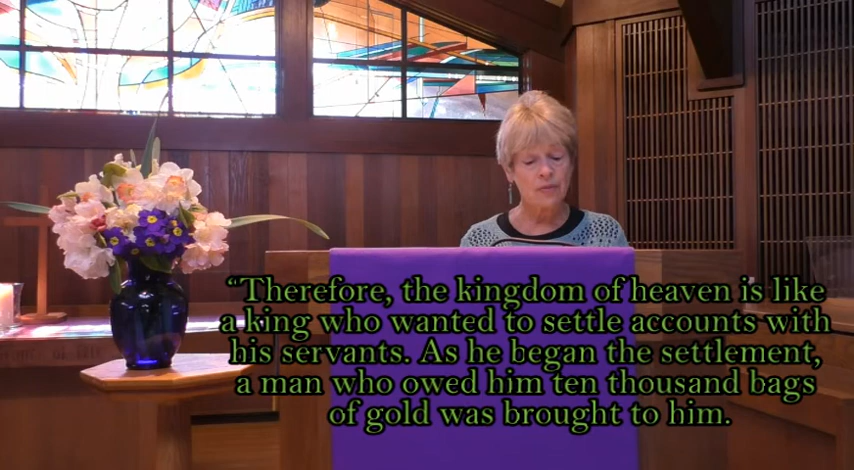 “Therefore, the kingdom of heaven is like
a king who wanted to settle accounts with
his servants. As he began the settlement,
a man who owed him ten thousand bags
of gold was brought to him.